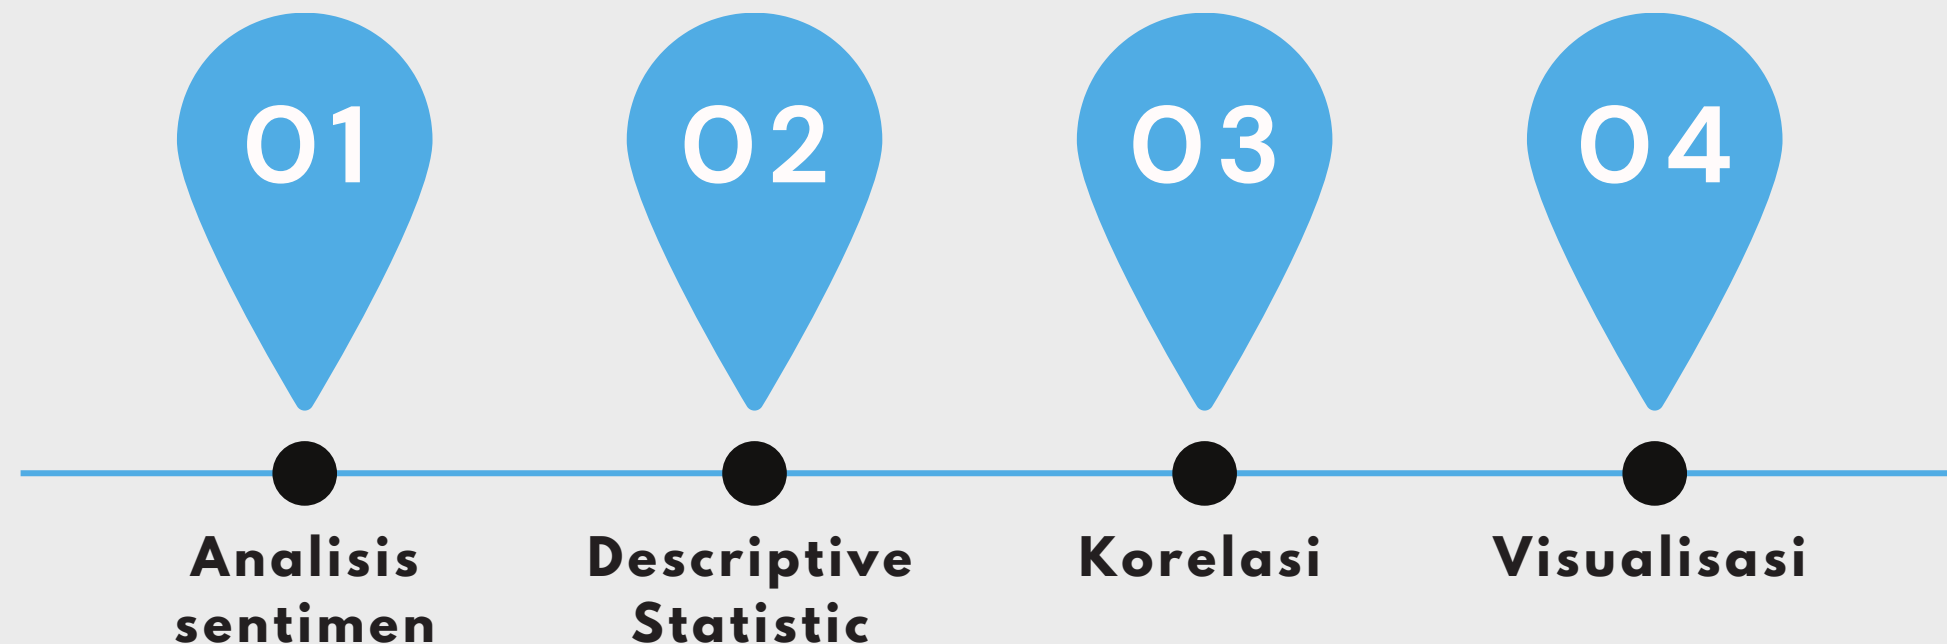 01
02
03
04
Analisis
sentimen
Descriptive
Statistic
Korelasi
Visualisasi